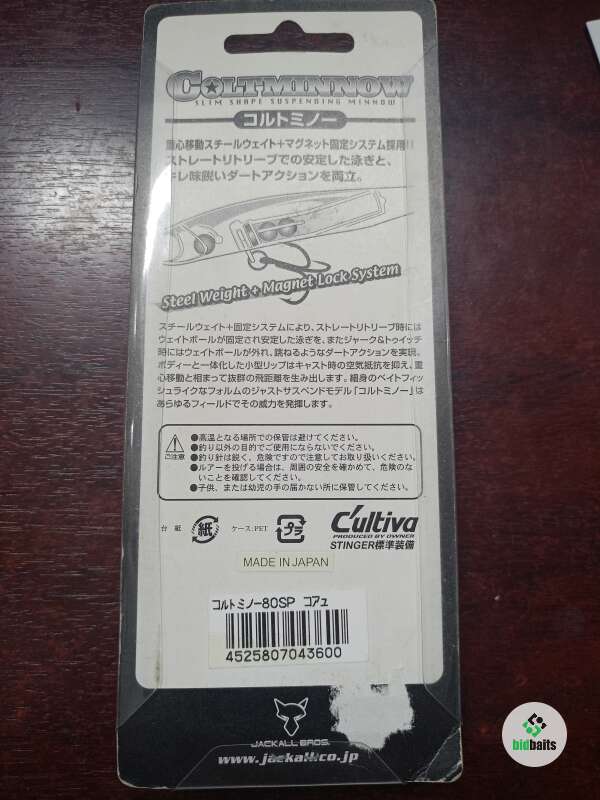 COLT MINNOW
SLIM SHAPE SUSPENDING MINNOW
コルトミノー
重心移動スチールウェイト+マグネット固定システム採用!!
ストレートリトリーブでの安定した泳ぎと、
キレ味鋭いダートアクションを両立。
Steel Weight + Magnet Lock System
スチールウェイト+固定システムにより、ストレートリトリーブ時には
ウェイトボールが固定され安定した泳ぎを、またジャーク&トゥイッチ
時にはウェイトボールが外れ、跳ねるようなダートアクションを実現。
ボディーと一体化した小型リップはキャスト時の空気抵抗を抑え、重
心移動と相まって抜群の飛距離を生み出します。細身のベイトフィッ
シュライクなフォルムのジャストサスペンドモデル「コルトミノー」は
あらゆるフィールドでその威力を発揮します。
ご注意
●高温となる場所での保管は避けてください。
●釣り以外の目的でご使用にならないでください。
●釣り針は鋭く、危険ですので注意してお取り扱いください。
●ルアーを投げる場合は、周囲の安全を確かめて、危険のな
いことを確認してください。
●子供、または幼児の手の届かない所に保管してください。
台紙 紙 ケース:PET プラ
C'ultiva
PRODUCED BY OWNER
STINGER標準装備
MADE IN JAPAN
コルトミノー80SP コアユ
4525807043600
JACKALL BROS.
www.jackall.co.jp
bidbaits